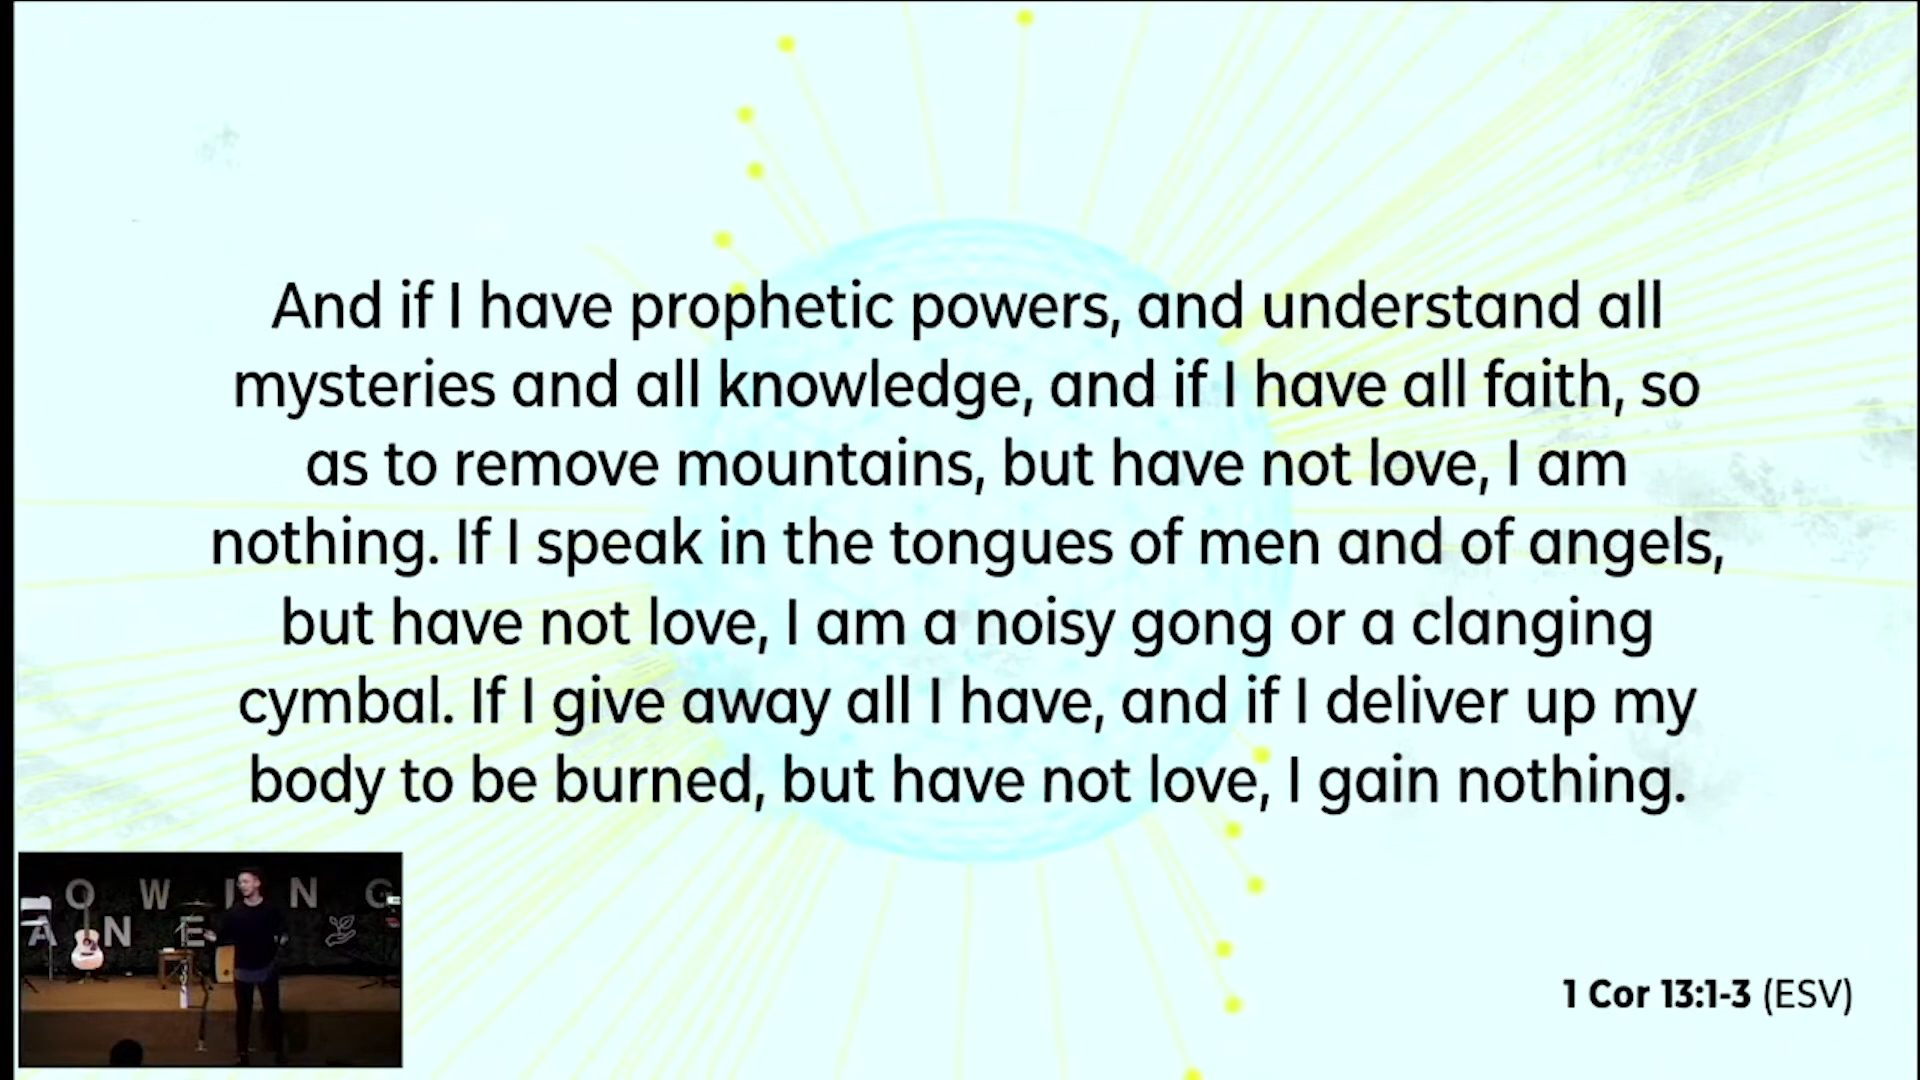 And if I have prophetic powers, and understand all
mysteries and all knowledge, and if I have all faith, so
as to remove mountains, but have not love, I am
nothing. If I speak in the tongues of men and of angels,
but have not love, I am a noisy gong or a clanging
cymbal. If I give away all I have, and if I deliver up my
body to be burned, but have not love, I gain nothing.
1 Cor 13:1-3 (ESV)
O W I N G
A N E